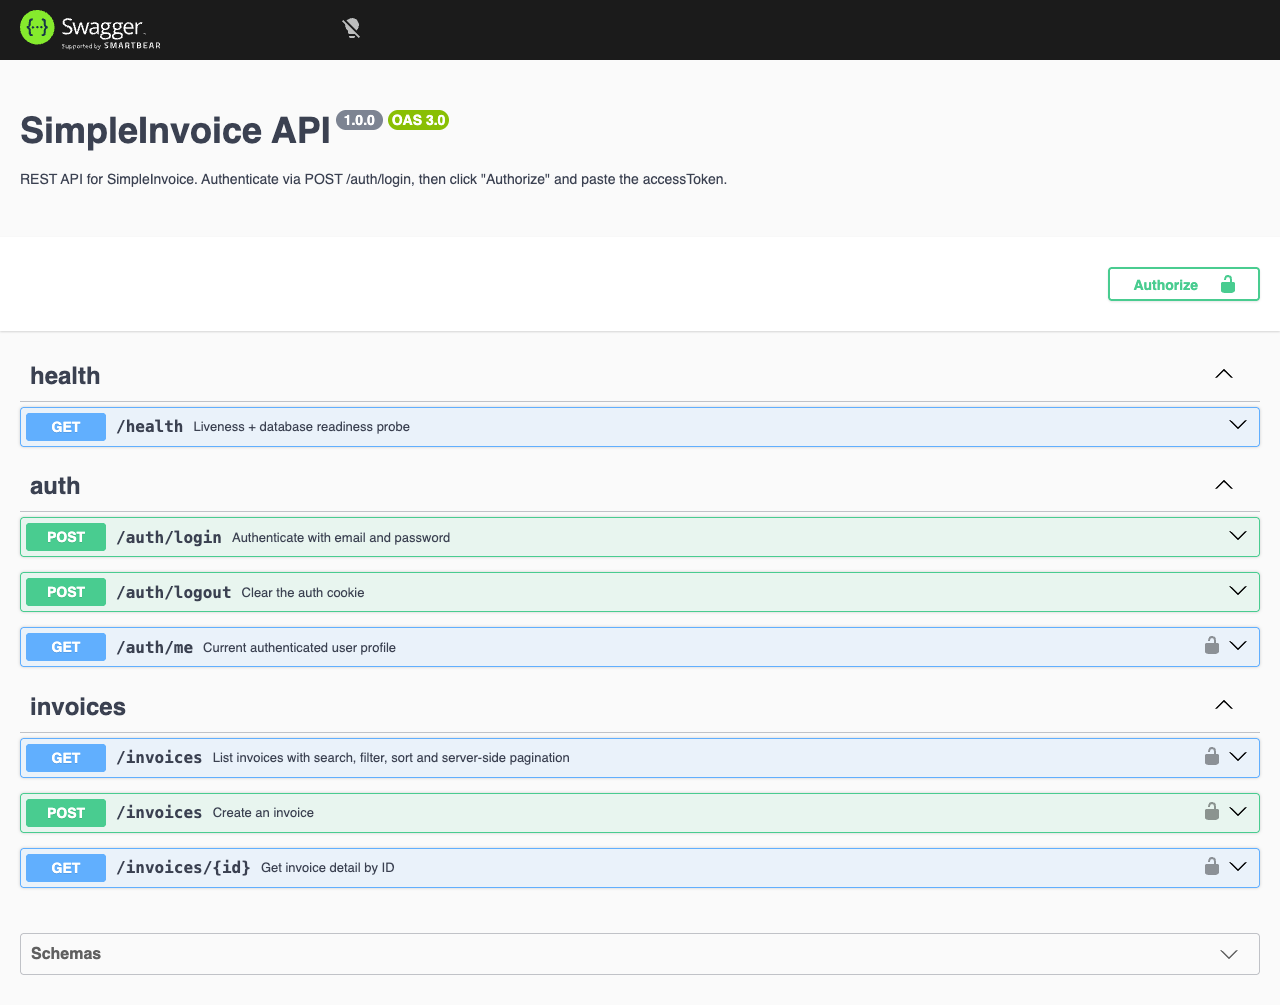 Swagger
Supported by SMARTBEAR
SimpleInvoice API 1.0.0 OAS 3.0
REST API for SimpleInvoice. Authenticate via POST /auth/login, then click "Authorize" and paste the accessToken.
Authorize
health
GET /health Liveness + database readiness probe
auth
POST /auth/login Authenticate with email and password
POST /auth/logout Clear the auth cookie
GET /auth/me Current authenticated user profile
invoices
GET /invoices List invoices with search, filter, sort and server-side pagination
POST /invoices Create an invoice
GET /invoices/{id} Get invoice detail by ID
Schemas